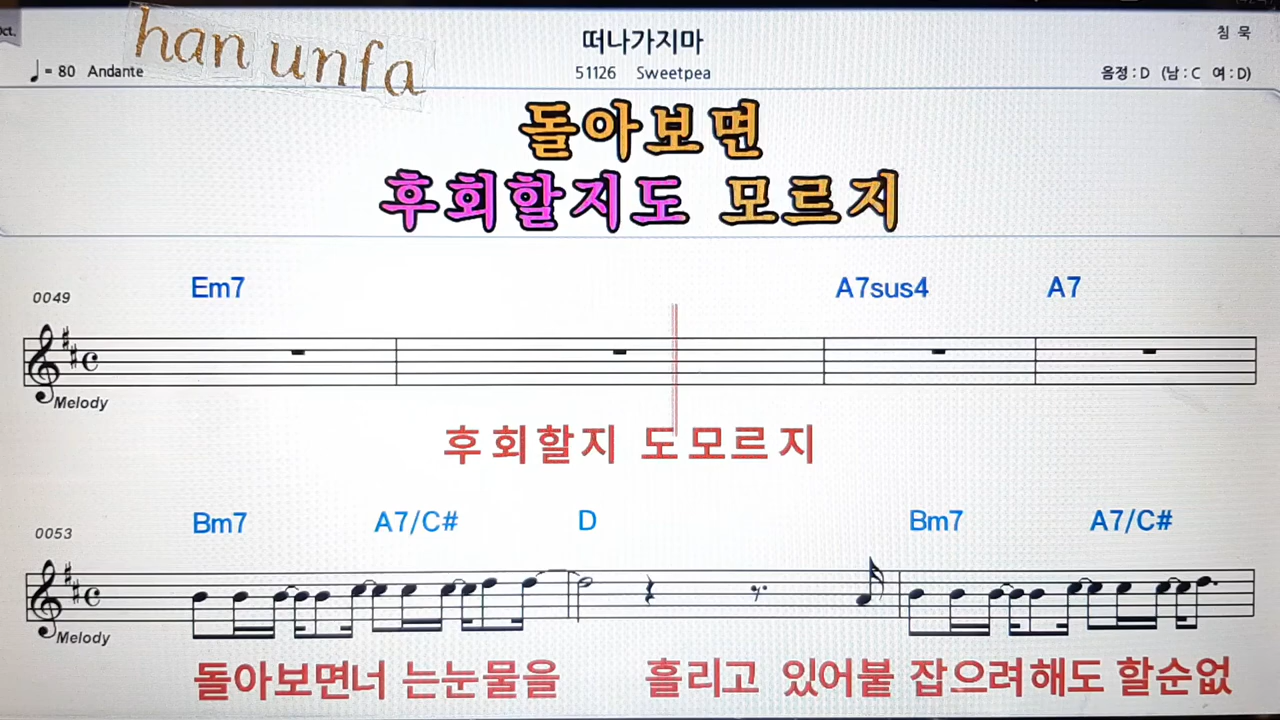 Oct.
han unfa
떠나가지마
침 묵
♩= 80 Andante
51126 Sweetpea
음정 : D (남 : C 여 : D)
돌아보면
후회할지도 모르지
Em7 A7sus4 A7
0049
Melody
후회할지 도모르지
Bm7 A7/C# D Bm7 A7/C#
0053
Melody
돌아보면너 는눈물을 흘리고 있어붙 잡으려해도 할순없